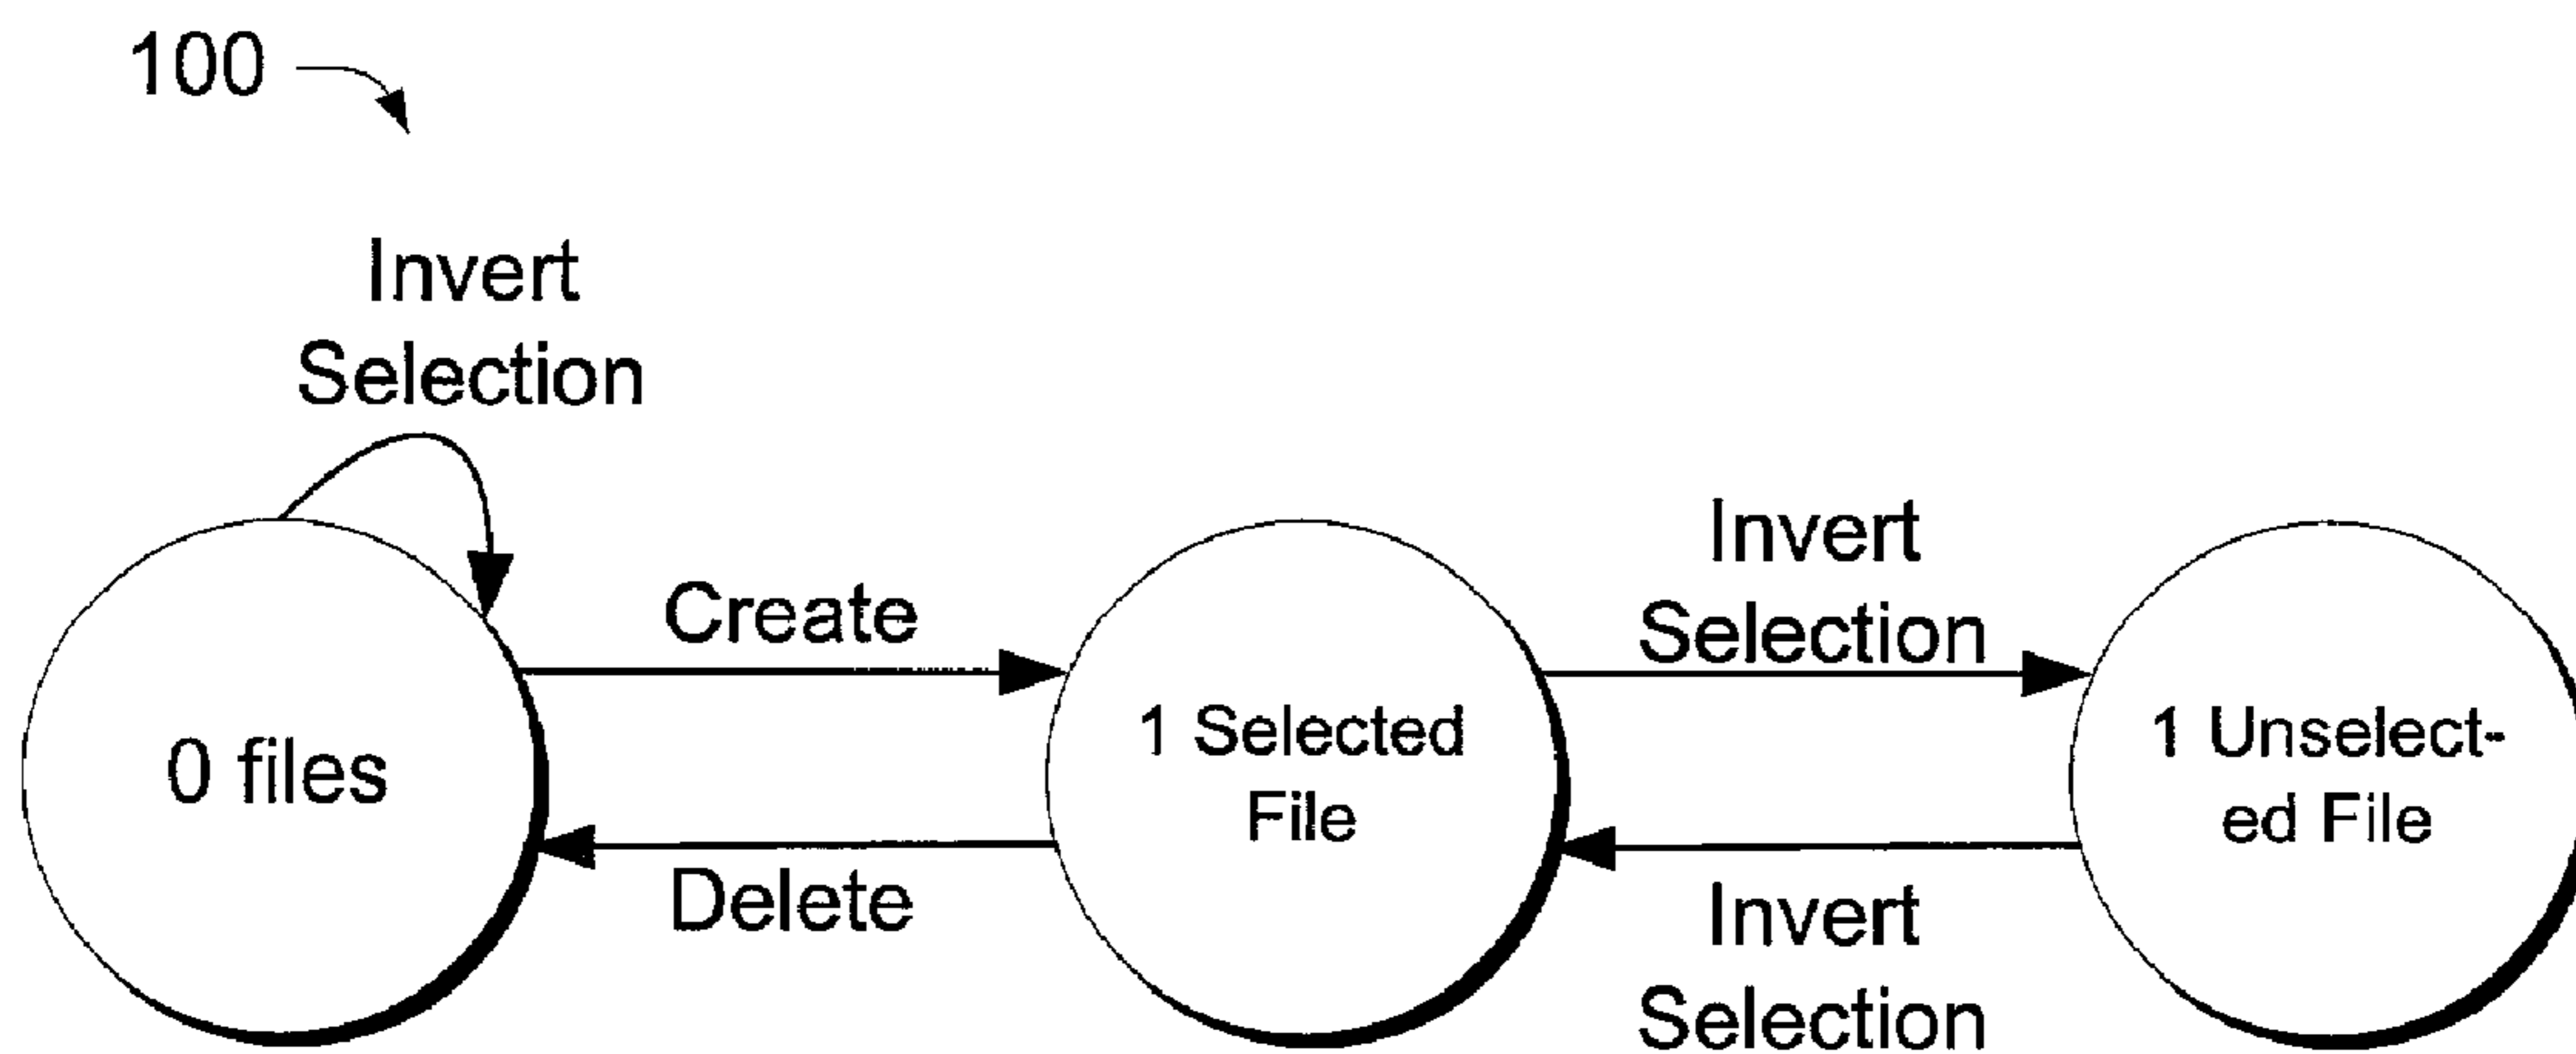 100
Invert
Selection
Create
Invert
Selection
0 files
1 Selected
File
1 Unselect-
ed File
Delete
Invert
Selection